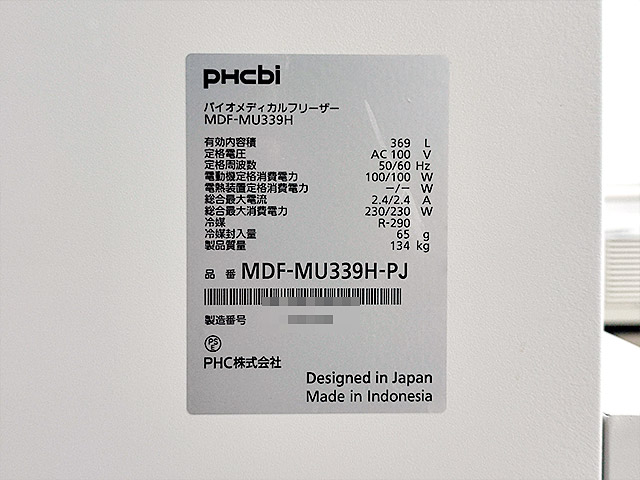 PHCbi
バイオメディカルフリーザー
MDF-MU339H
有効内容積 369 L
定格電圧 AC 100 V
定格周波数 50/60 Hz
電動機定格消費電力 100/100 W
電熱装置定格消費電力 -/- W
総合最大電流 2.4/2.4 A
総合最大消費電力 230/230 W
冷媒 R-290
冷媒封入量 65 g
製品質量 134 kg
品番 MDF-MU339H-PJ
製造番号
PSE
PHC株式会社
Designed in Japan
Made in Indonesia